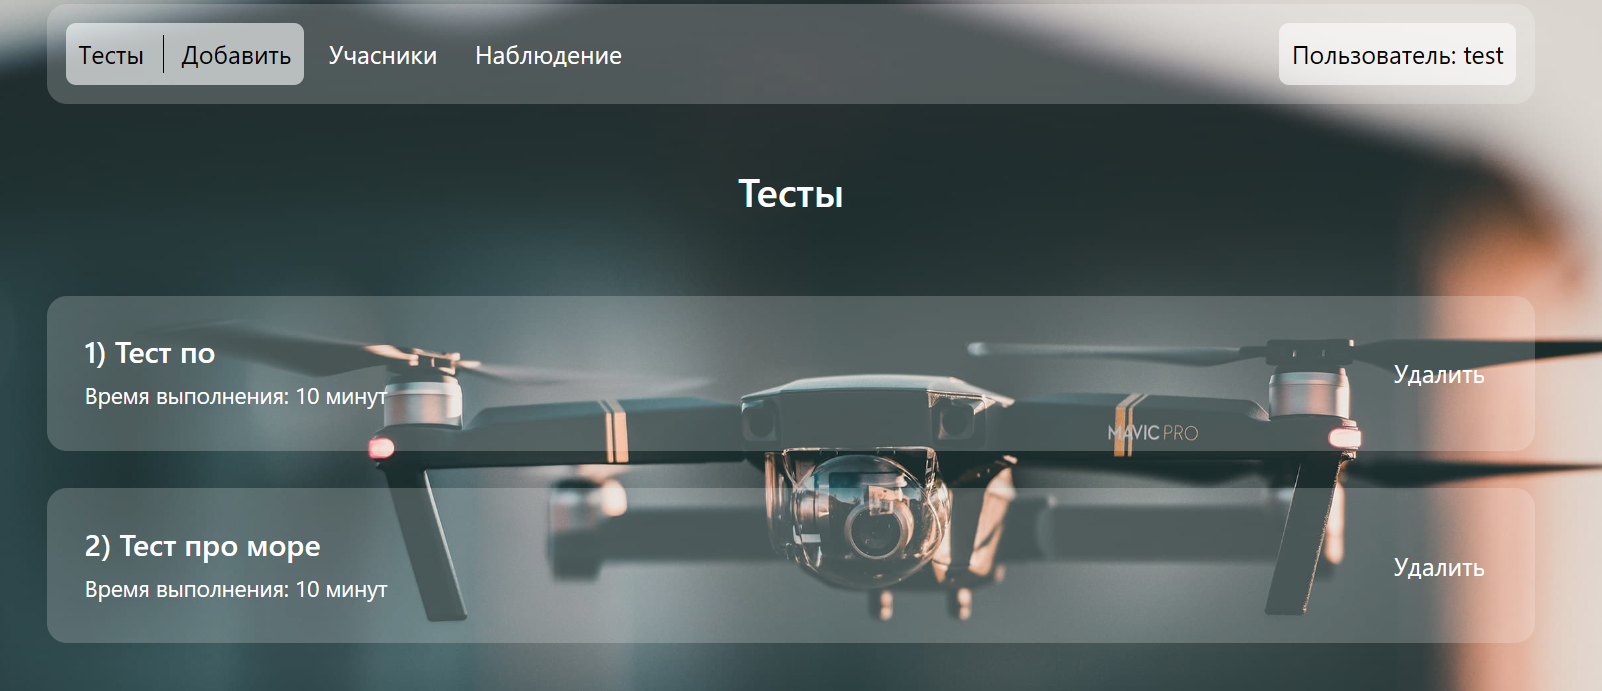 Тесты Добавить Учасники Наблюдение Пользователь: test
Тесты
1) Тест по
Время выполнения: 10 минут
Удалить
MAVIC PRO
2) Тест про море
Время выполнения: 10 минут
Удалить